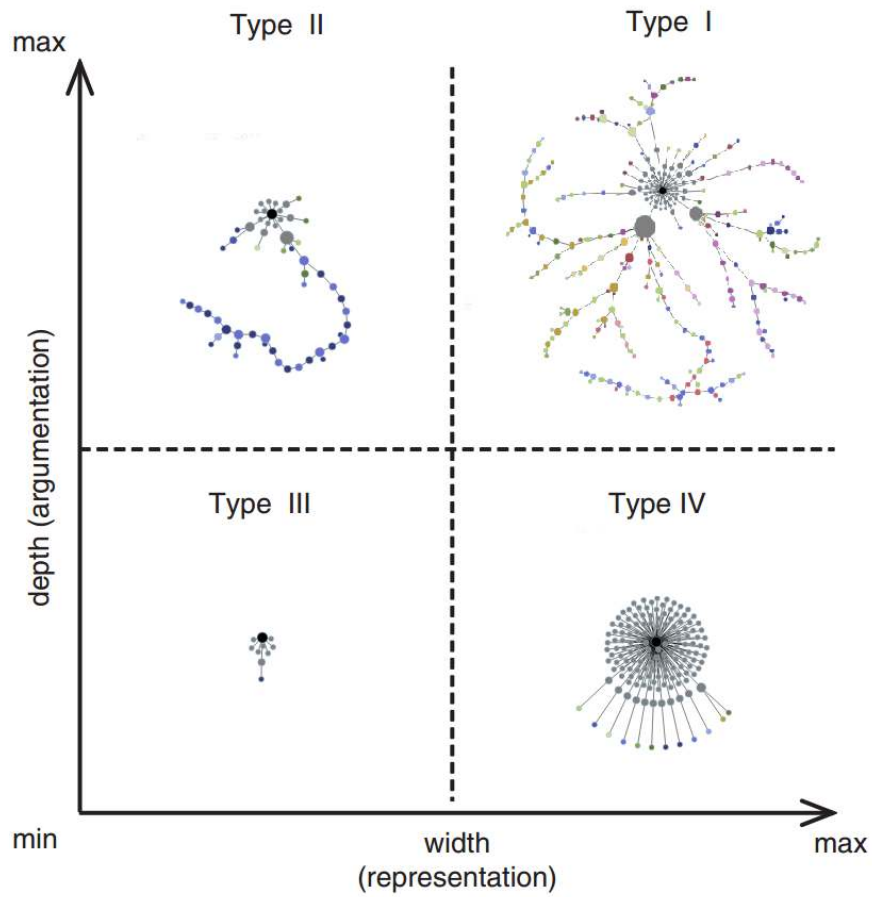 Type II
Type I
max
depth (argumentation)
Type III
Type IV
min
width
(representation)
max